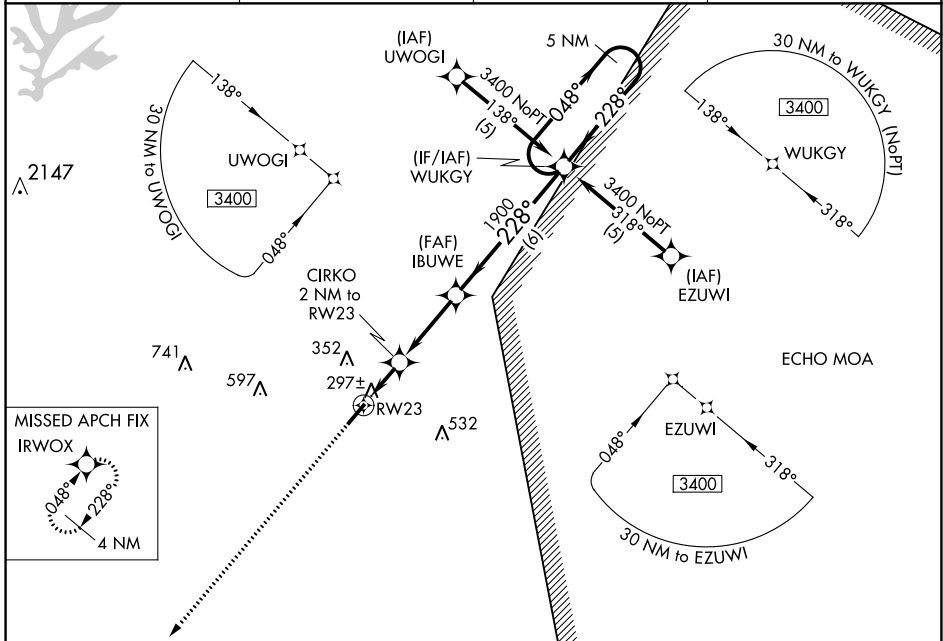 (IAF)
UWOGI
5 NM
3400 NoPT
138°
(5)
048°
228°
30 NM to WUKGY (NoPT)
138°
3400
WUKGY
318°
138°
30 NM to UWOGI
UWOGI
3400
048°
2147
(IF/IAF)
WUKGY
3400 NoPT
318°
(5)
(IAF)
EZUWI
1900
228°
(6)
(FAF)
IBUWE
CIRKO
2 NM to
RW23
741
597
352
297±
RW23
532
ECHO MOA
EZUWI
048°
318°
3400
30 NM to EZUWI
MISSED APCH FIX
IRWOX
048°
228°
4 NM